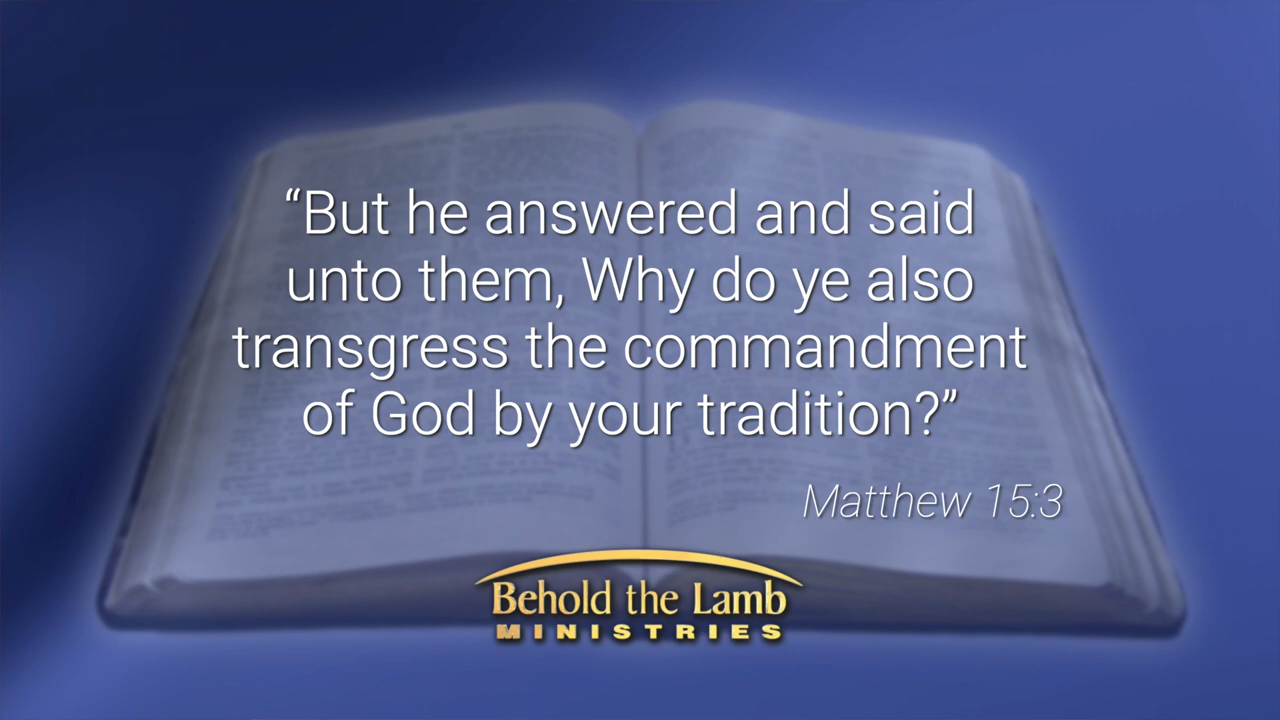 “But he answered and said
unto them, Why do ye also
transgress the commandment
of God by your tradition?”
Matthew 15:3
Behold the Lamb
MINISTRIES